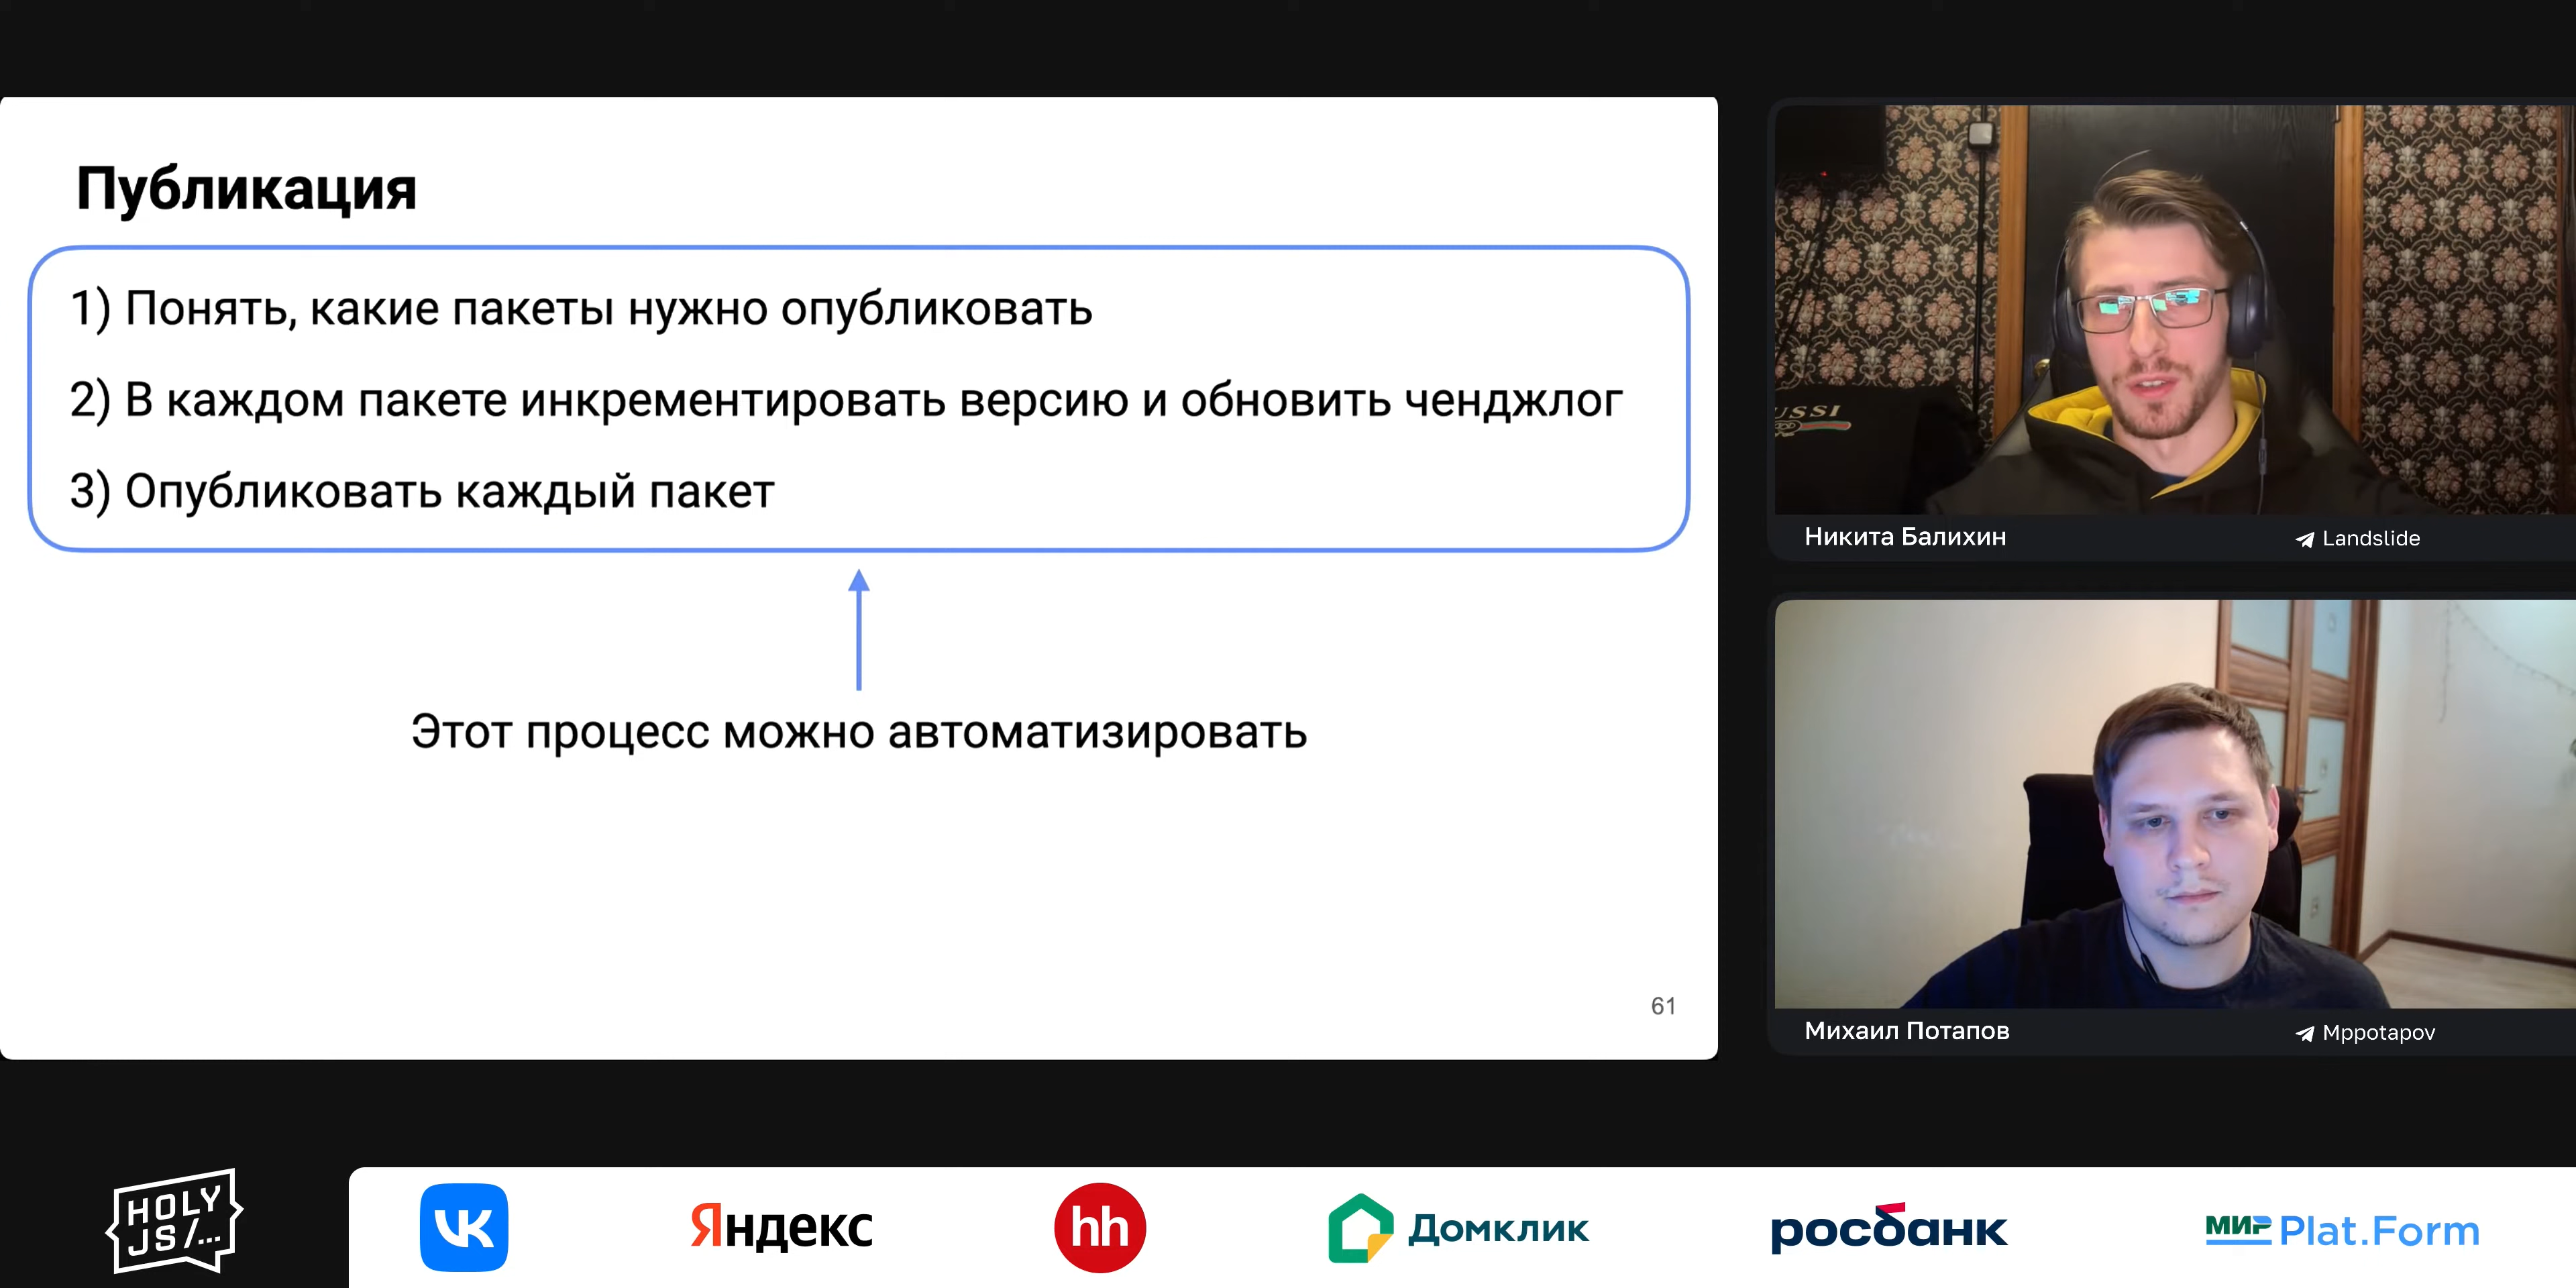 Публикация
1) Понять, какие пакеты нужно опубликовать
2) В каждом пакете инкрементировать версию и обновить ченджлог
3) Опубликовать каждый пакет
Этот процесс можно автоматизировать
61
USSI
Никита Балихин
Landslide
Михаил Потапов
Mppotapov
HOLY
JS/...
VK
Яндекс
hh
Домклик
росбанк
МИР Plat.Form